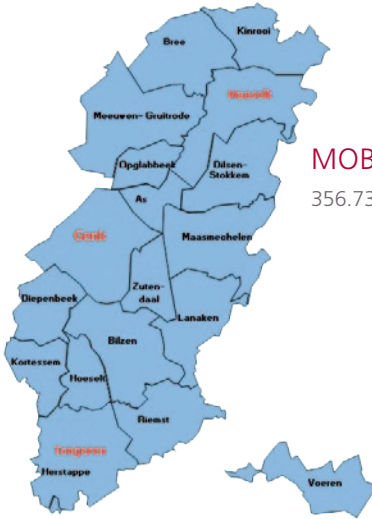 Kinrooi
Bree
Maaseik
Meeuwen- Gruitrode
Opglabbeek
Dilsen-
Stokkem
MOB
356.73
As
Genk
Maasmechelen
Zuten-
daal
Diepenbeek
Lanaken
Bilzen
Kortessem
Hoeselt
Riemst
Tongeren
Herstappe
Voeren